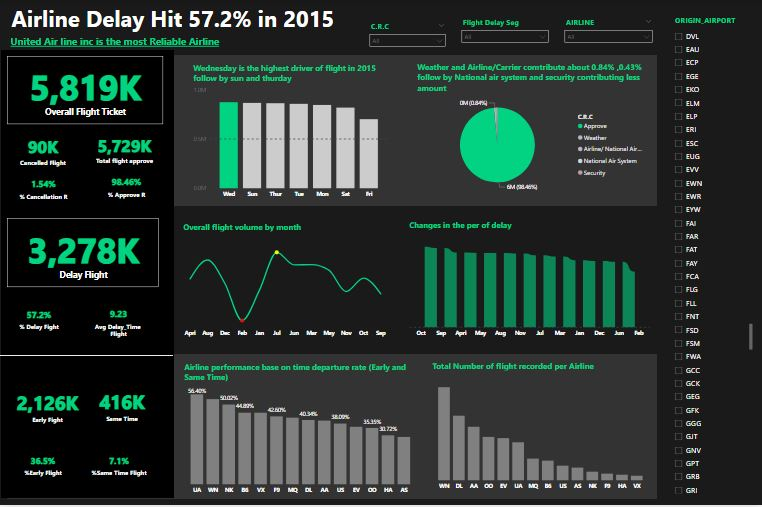 Airline Delay Hit 57.2% in 2015
United Air line inc is the most Reliable Airline
C.R.C
All
Flight Delay Seg
All
AIRLINE
All
5,819K
Overall Flight Ticket
90K
Cancelled Flight
5,729K
Total flight approve
1.54%
% Cancellation R
98.46%
% Approve R
3,278K
Delay Flight
57.2%
% Delay Fight
9.23
Avg Delay_Time
Flight
2,126K
Early Fight
416K
Same Time
36.5%
%Early Fight
7.1%
%Same Time Flight
Wednesday is the highest driver of flight in 2015
follow by sun and thurday
1.0M
0.5M
0.0M
Wed Sun Thur Tue Mon Sat Fri
Weather and Airline/Carrier comtribute about 0.84% ,0.43%
follow by National air system and security contributing less
amount
0M (0.84%)
6M (98.46%)
C.R.C
Approve
Weather
Airline/ National Air...
National Air System
Security
Overall flight volume by month
Apri Aug Dec Feb Jan Jul Jun Mar May Nov Oct Sep
Changes in the per of delay
Oct Sep Apri May Aug Nov Jan Mar Dec Jul Jun Feb
Airline performance base on time departure rate (Early and
Same Time)
56.40% 50.02% 44.89% 42.60% 40.34% 38.09% 35.35% 30.72%
UA WN NK B6 VX F9 MQ DL AA US EV OO HA AS
Total Number of flight recorded per Airline
WN DL AA OO EV UA MQ B6 US AS NK F9 HA VX
ORIGIN_AIRPORT
DVL
EAU
ECP
EGE
EKO
ELM
ELP
ERI
ESC
EUG
EVV
EWN
EWR
EYW
FAI
FAR
FAT
FAY
FCA
FLG
FLL
FNT
FSD
FSM
FWA
GCC
GCK
GEG
GFK
GGG
GJT
GNV
GPT
GRB
GRI